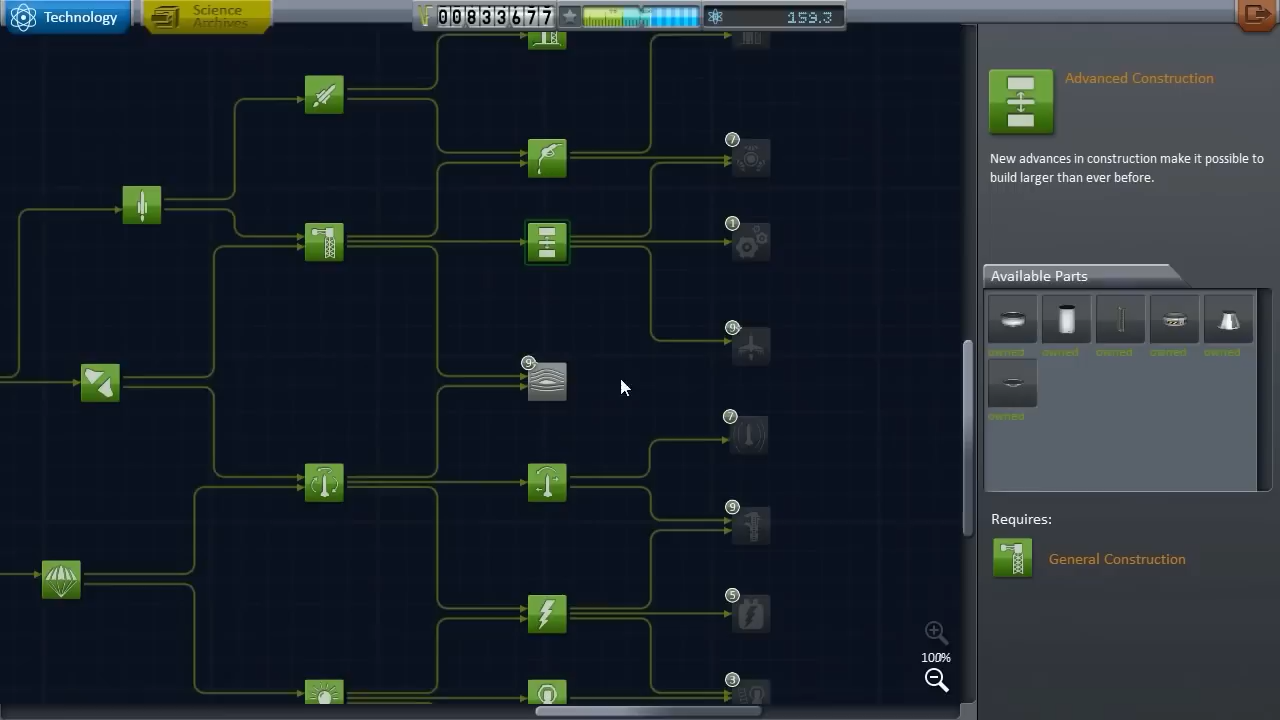 Technology
Science
Archives
00833677
159.3
Advanced Construction
New advances in construction make it possible to
build larger than ever before.
7
1
9
9
7
9
5
3
Available Parts
owned owned owned owned owned
owned
Requires:
General Construction
100%